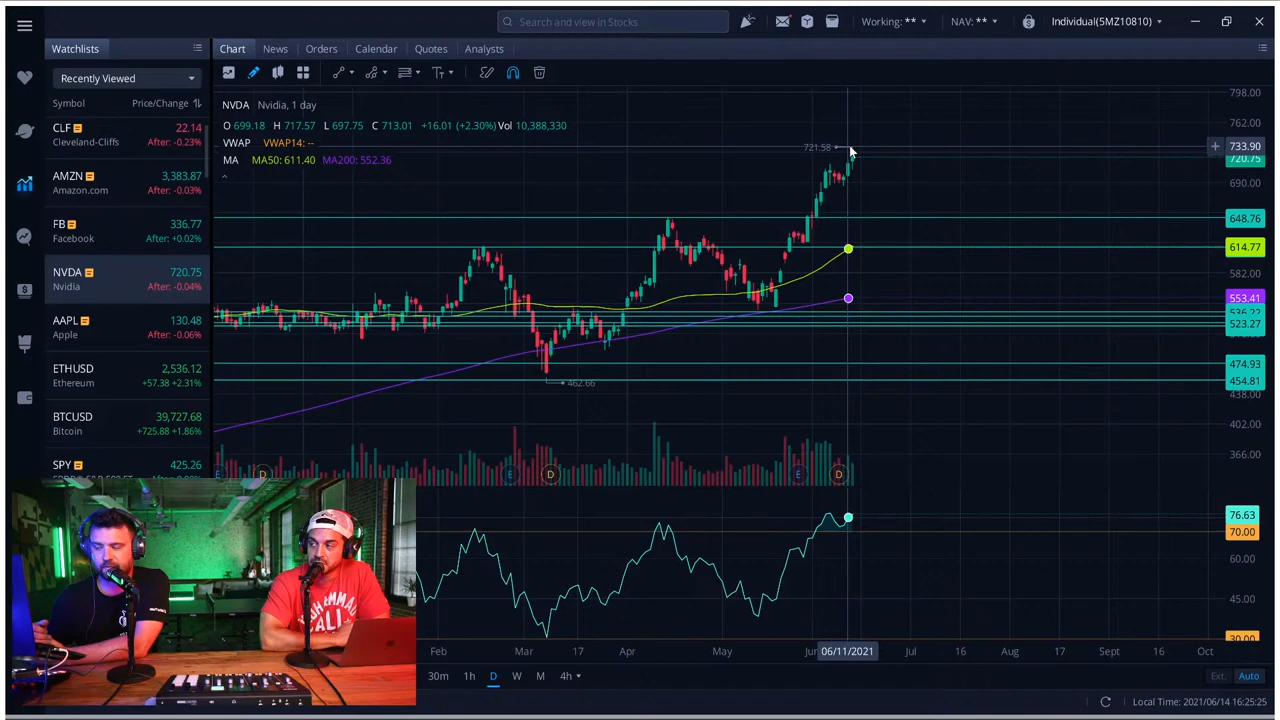 Search and view in Stocks
Working: **
NAV: **
Individual(5MZ10810)
Watchlists
Chart
News
Orders
Calendar
Quotes
Analysts
Recently Viewed
Symbol
Price/Change
CLF 22.14
Cleveland-Cliffs After: -0.23%
AMZN 3,383.87
Amazon.com After: -0.03%
FB 336.77
Facebook After: +0.02%
NVDA 720.75
Nvidia After: -0.04%
AAPL 130.48
Apple After: -0.06%
ETHUSD 2,536.12
Ethereum +57.38 +2.31%
BTCUSD 39,727.68
Bitcoin +725.88 +1.86%
SPY 425.26
NVDA Nvidia, 1 day
O 699.18 H 717.57 L 697.75 C 713.01 +16.01 (+2.30%) Vol 10,388,330
VWAP VWAP14: --
MA MA50: 611.40 MA200: 552.36
721.58
462.66
798.00
762.00
733.90
720.75
690.00
648.76
614.77
582.00
553.41
536.22
523.27
474.93
454.81
438.00
402.00
366.00
E
D
E
D
E
D
76.63
70.00
60.00
45.00
30.00
Feb
Mar
17
Apr
May
Jun
06/11/2021
Jul
16
Aug
17
Sept
16
Oct
30m
1h
D
W
M
4h
Ext.
Auto
Local Time: 2021/06/14 16:25:25
ALI